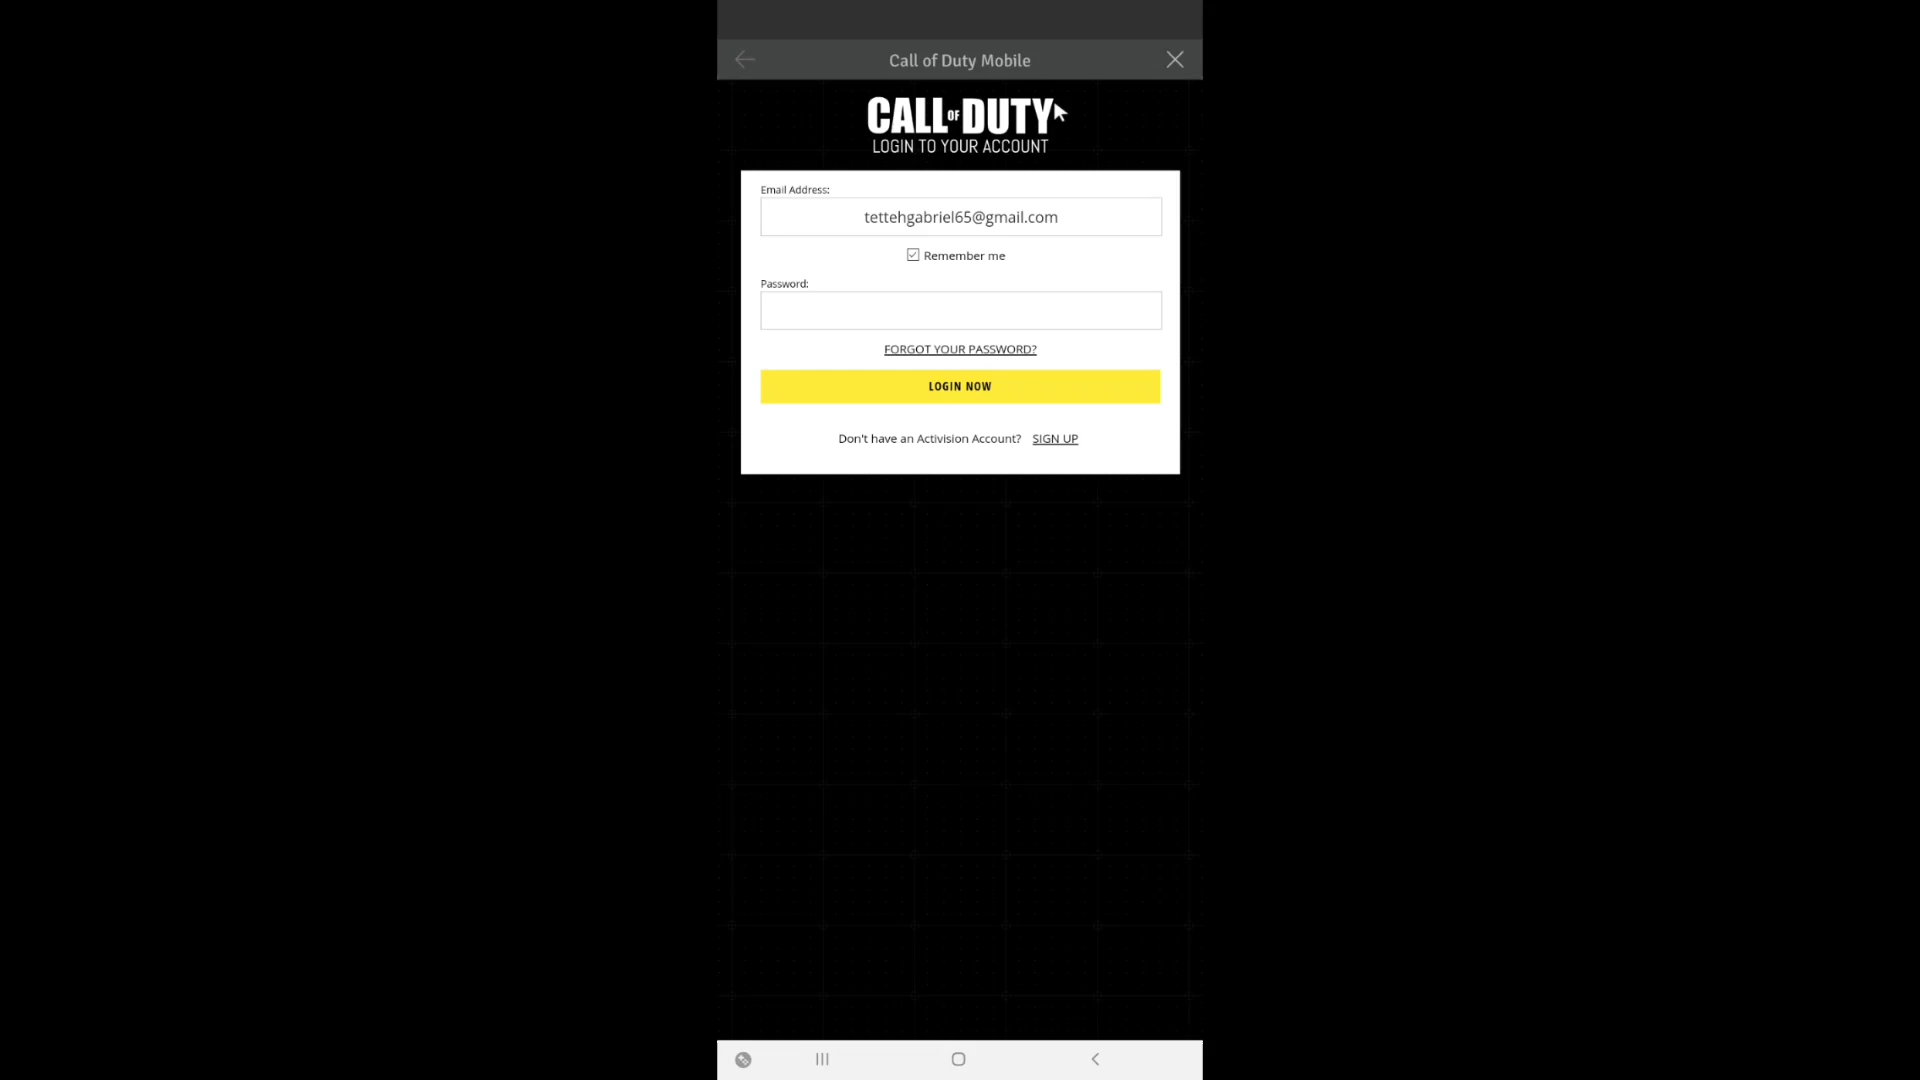 Call of Duty Mobile
CALL OF DUTY
LOGIN TO YOUR ACCOUNT
Email Address:
tettehgabriel65@gmail.com
Remember me
Password:
FORGOT YOUR PASSWORD?
LOGIN NOW
Don't have an Activision Account? SIGN UP